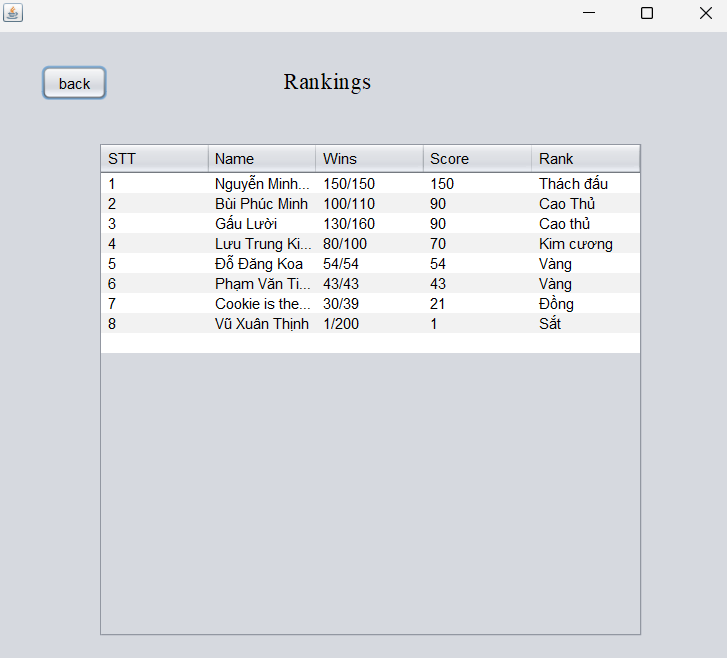 back
Rankings
STT Name Wins Score Rank
1 Nguyễn Minh... 150/150 150 Thách đấu
2 Bùi Phúc Minh 100/110 90 Cao Thủ
3 Gấu Lười 130/160 90 Cao thủ
4 Lưu Trung Ki... 80/100 70 Kim cương
5 Đỗ Đăng Koa 54/54 54 Vàng
6 Phạm Văn Ti... 43/43 43 Vàng
7 Cookie is the... 30/39 21 Đồng
8 Vũ Xuân Thịnh 1/200 1 Sắt